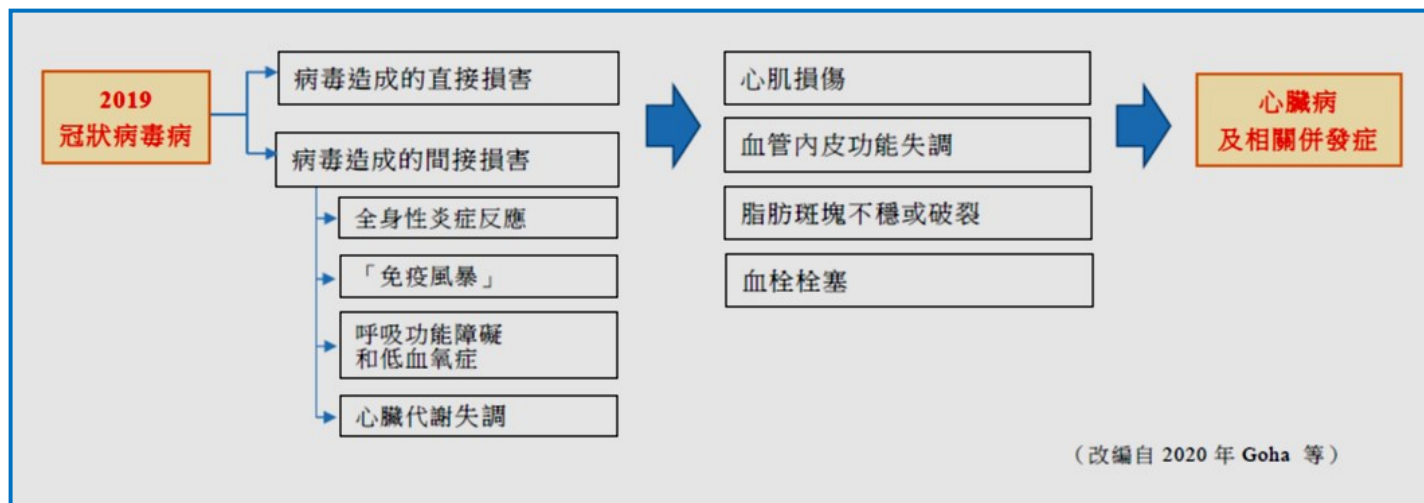 2019
冠狀病毒病
病毒造成的直接損害
病毒造成的間接損害
全身性炎症反應
「免疫風暴」
呼吸功能障礙
和低血氧症
心臟代謝失調
心肌損傷
血管內皮功能失調
脂肪斑塊不穩或破裂
血栓栓塞
心臟病
及相關併發症
（改編自 2020 年 Goha 等）